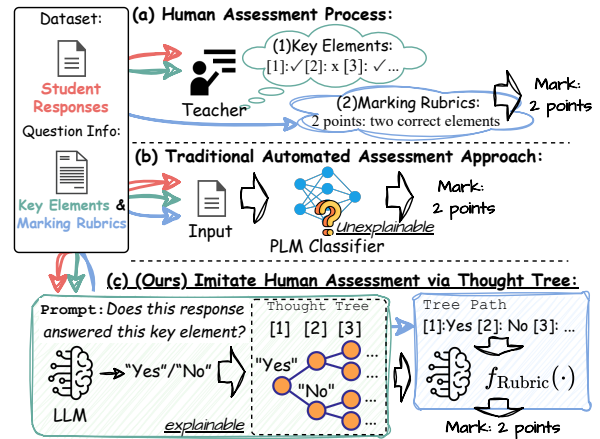 Dataset:
Student
Responses
Question Info:
Key Elements &
Marking Rubrics
(a) Human Assessment Process:
Teacher
(1)Key Elements:
[1]:✓[2]: x [3]: ✓...
(2)Marking Rubrics:
2 points: two correct elements
Mark:
2 points
(b) Traditional Automated Assessment Approach:
Input
?
Unexplainable
PLM Classifier
Mark:
2 points
(c) (Ours) Imitate Human Assessment via Thought Tree:
Prompt: Does this response
answered this key element?
LLM
"Yes"/"No"
explainable
Thought Tree
[1] [2] [3]
"Yes"
"No"
...
...
...
...
Tree Path
[1]:Yes [2]: No [3]: ...
fRubric(·)
Mark: 2 points